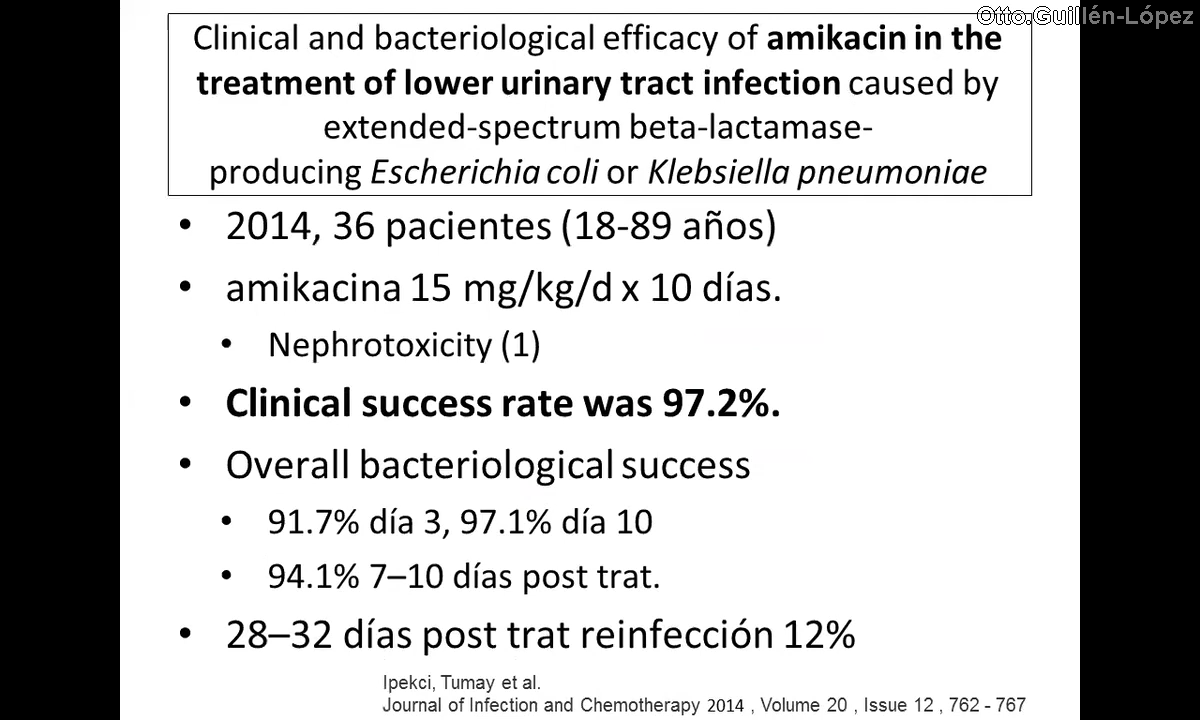 Otto.Guillén-López
Clinical and bacteriological efficacy of amikacin in the
treatment of lower urinary tract infection caused by
extended-spectrum beta-lactamase-
producing Escherichia coli or Klebsiella pneumoniae
• 2014, 36 pacientes (18-89 años)
• amikacina 15 mg/kg/d x 10 días.
• Nephrotoxicity (1)
• Clinical success rate was 97.2%.
• Overall bacteriological success
• 91.7% día 3, 97.1% día 10
• 94.1% 7–10 días post trat.
• 28–32 días post trat reinfección 12%
Ipekci, Tumay et al.
Journal of Infection and Chemotherapy 2014 , Volume 20 , Issue 12 , 762 - 767